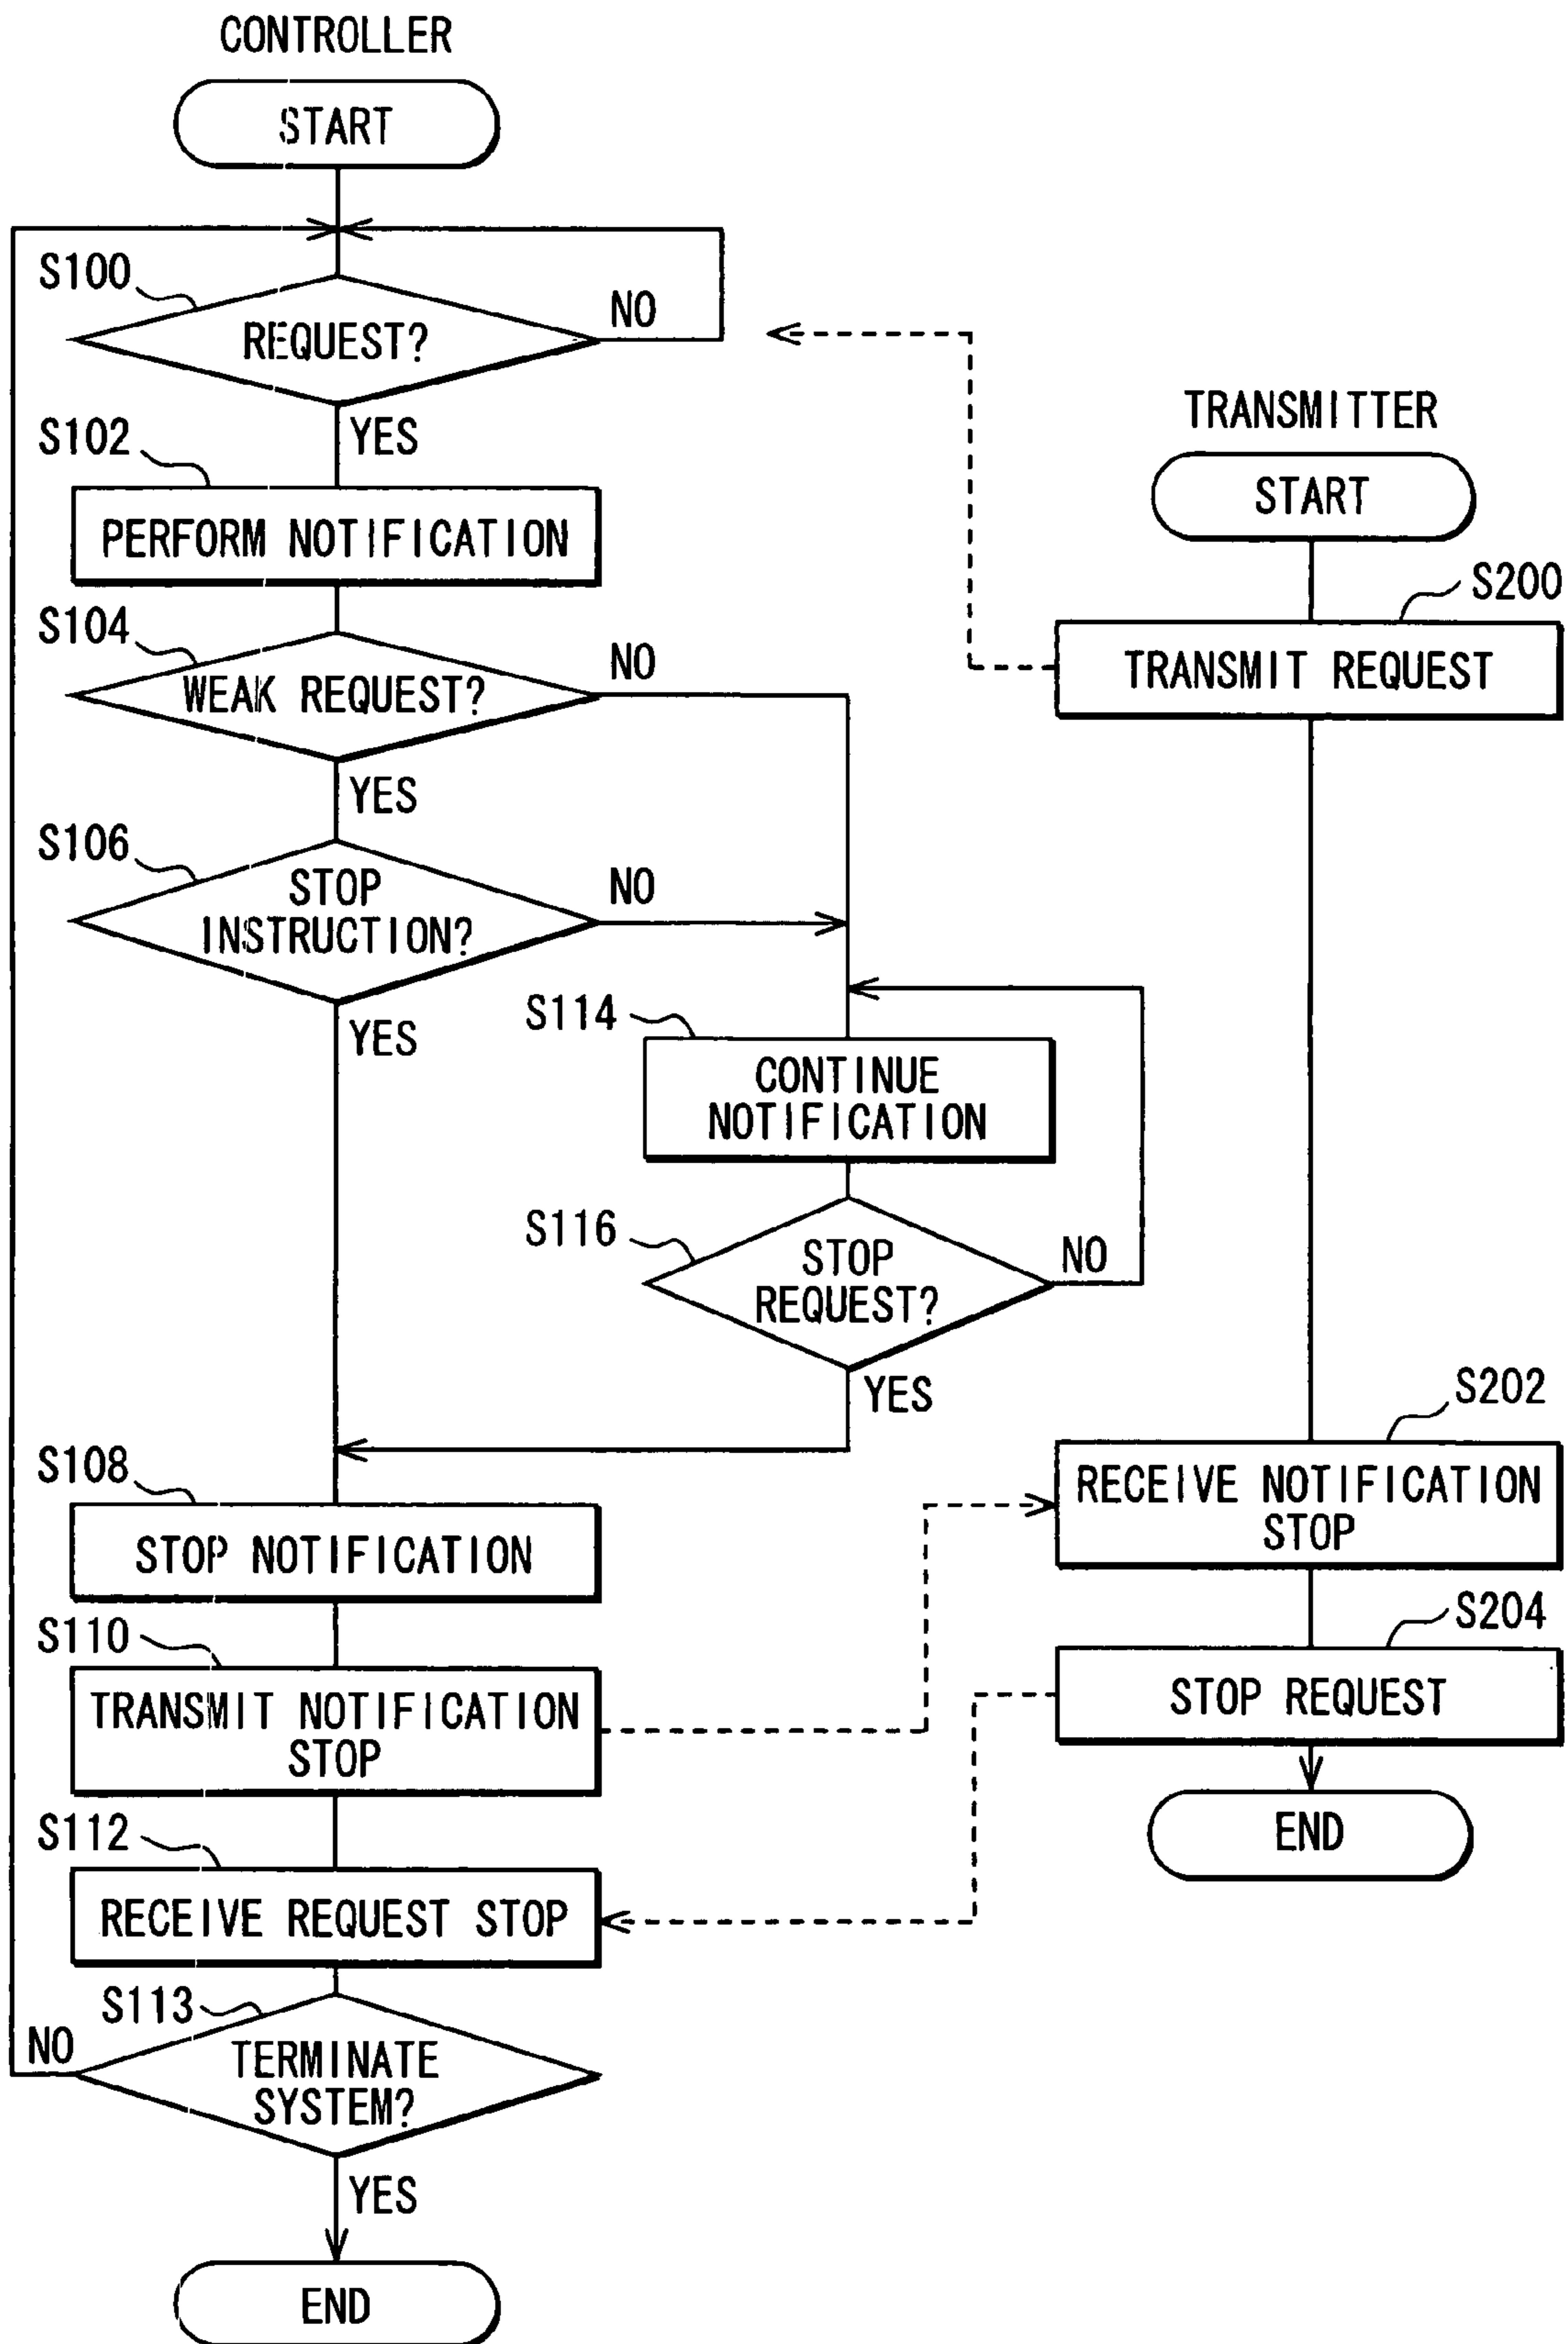 CONTROLLER
START
S100
REQUEST?
NO
YES
S102
PERFORM NOTIFICATION
S104
WEAK REQUEST?
NO
YES
S106
STOP
INSTRUCTION?
NO
YES
S114
CONTINUE
NOTIFICATION
S116
STOP
REQUEST?
NO
YES
S108
STOP NOTIFICATION
S110
TRANSMIT NOTIFICATION
STOP
S112
RECEIVE REQUEST STOP
S113
TERMINATE
SYSTEM?
NO
YES
END
TRANSMITTER
START
S200
TRANSMIT REQUEST
S202
RECEIVE NOTIFICATION
STOP
S204
STOP REQUEST
END